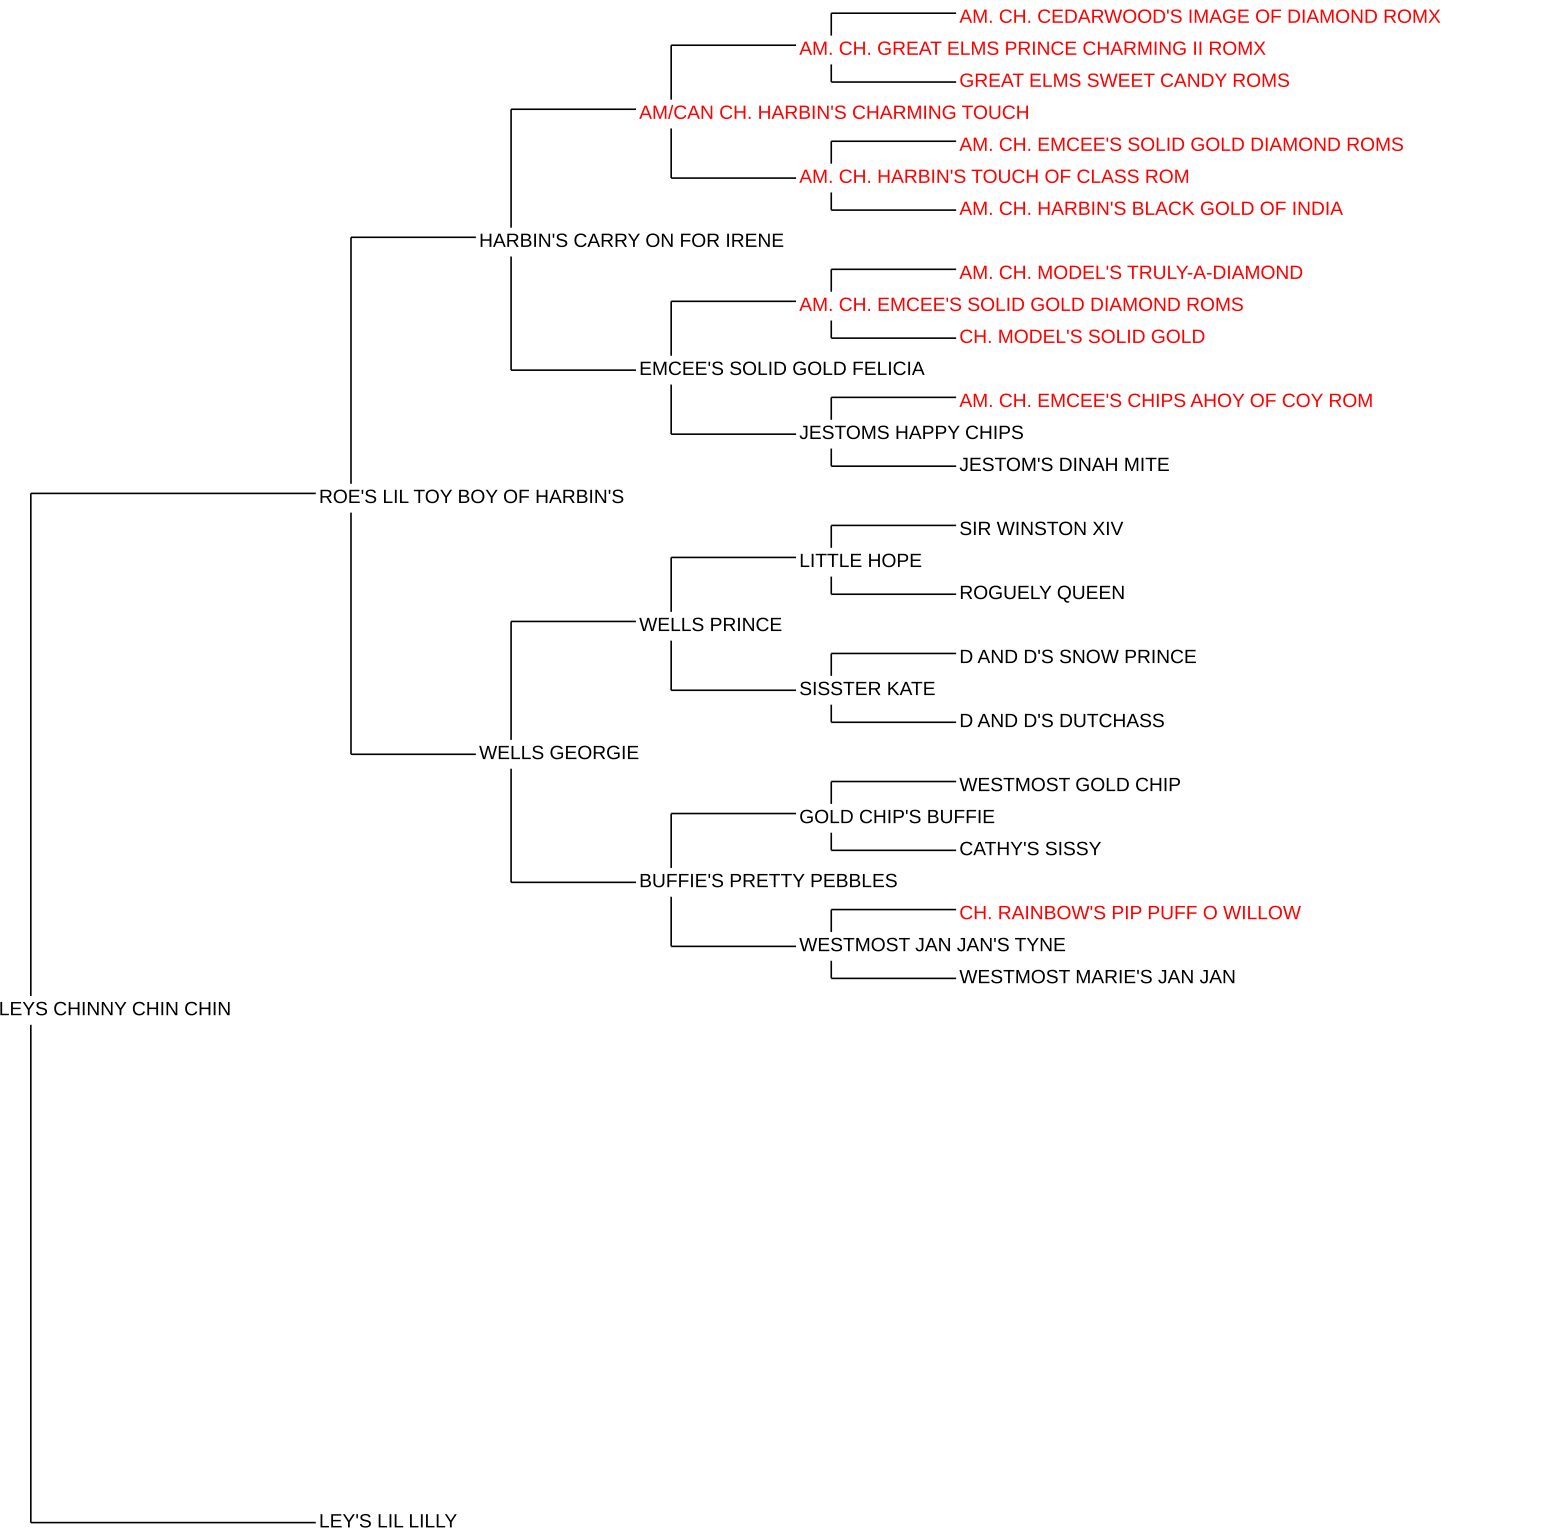 AM. CH. CEDARWOOD'S IMAGE OF DIAMOND ROMX
AM. CH. GREAT ELMS PRINCE CHARMING II ROMX
GREAT ELMS SWEET CANDY ROMS
AM/CAN CH. HARBIN'S CHARMING TOUCH
AM. CH. EMCEE'S SOLID GOLD DIAMOND ROMS
AM. CH. HARBIN'S TOUCH OF CLASS ROM
AM. CH. HARBIN'S BLACK GOLD OF INDIA
HARBIN'S CARRY ON FOR IRENE
AM. CH. MODEL'S TRULY-A-DIAMOND
AM. CH. EMCEE'S SOLID GOLD DIAMOND ROMS
CH. MODEL'S SOLID GOLD
EMCEE'S SOLID GOLD FELICIA
AM. CH. EMCEE'S CHIPS AHOY OF COY ROM
JESTOMS HAPPY CHIPS
JESTOM'S DINAH MITE
ROE'S LIL TOY BOY OF HARBIN'S
SIR WINSTON XIV
LITTLE HOPE
ROGUELY QUEEN
WELLS PRINCE
D AND D'S SNOW PRINCE
SISSTER KATE
D AND D'S DUTCHASS
WELLS GEORGIE
WESTMOST GOLD CHIP
GOLD CHIP'S BUFFIE
CATHY'S SISSY
BUFFIE'S PRETTY PEBBLES
CH. RAINBOW'S PIP PUFF O WILLOW
WESTMOST JAN JAN'S TYNE
WESTMOST MARIE'S JAN JAN
LEYS CHINNY CHIN CHIN
LEY'S LIL LILLY